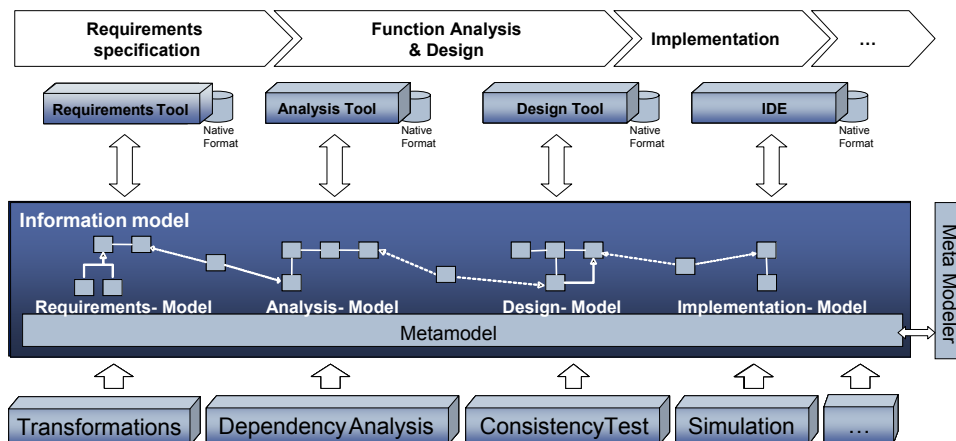 Requirements
specification
Function Analysis
& Design
Implementation
...
Requirements Tool
Native
Format
Analysis Tool
Native
Format
Design Tool
Native
Format
IDE
Native
Format
Information model
Requirements- Model
Analysis- Model
Design- Model
Implementation- Model
Metamodel
Meta Modeler
Transformations
DependencyAnalysis
ConsistencyTest
Simulation
...